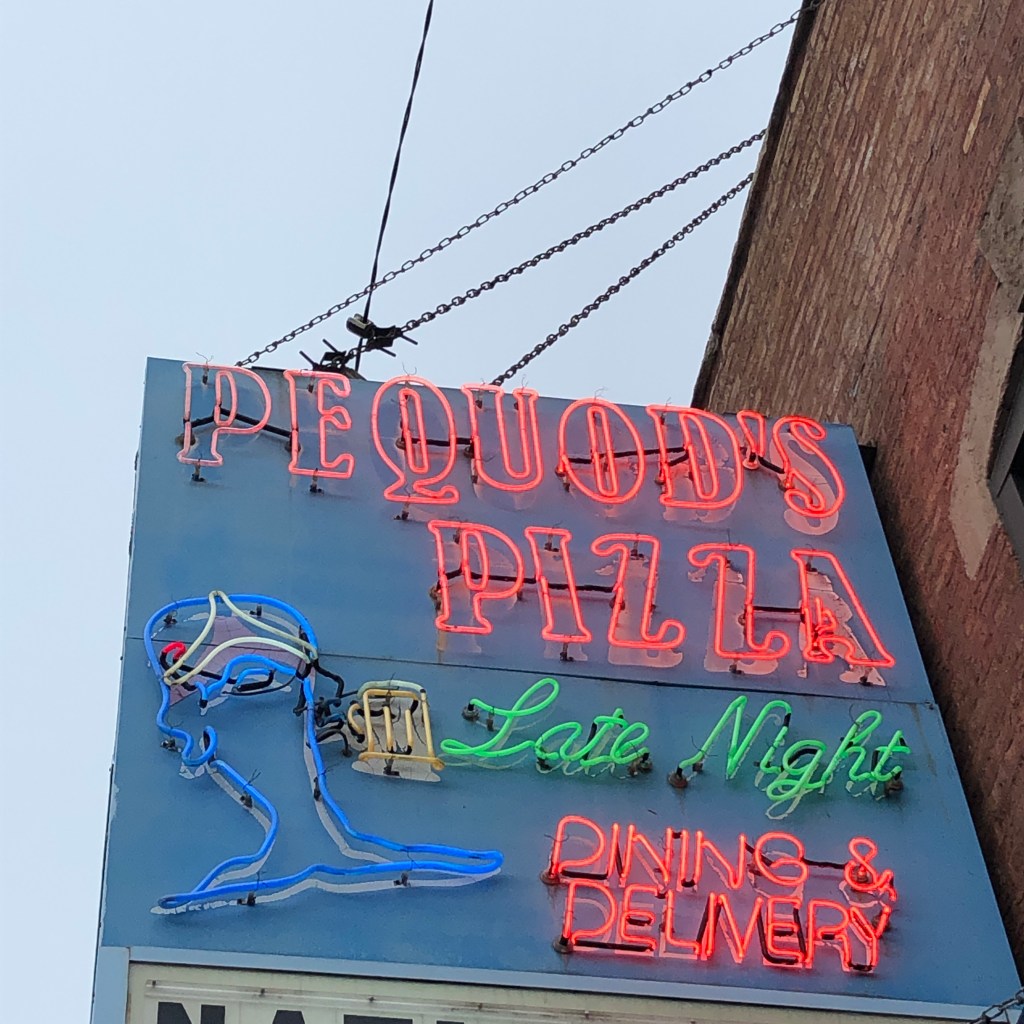 PEQUOD'S
PIZZA
Late Night
DINING &
DELIVERY